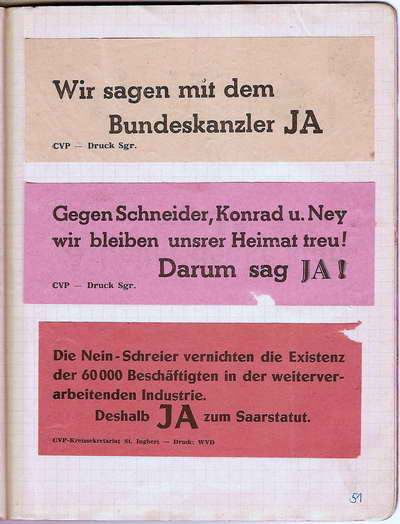 Wir sagen mit dem
Bundeskanzler JA
CVP — Druck Sgr.
Gegen Schneider, Konrad u. Ney
wir bleiben unsrer Heimat treu!
Darum sag JA!
CVP — Druck Sgr.
Die Nein-Schreier vernichten die Existenz
der 60000 Beschäftigten in der weiterver-
arbeitenden Industrie.
Deshalb JA zum Saarstatut.
CVP-Kreissekretariat St. Ingbert — Druck: WVD
51